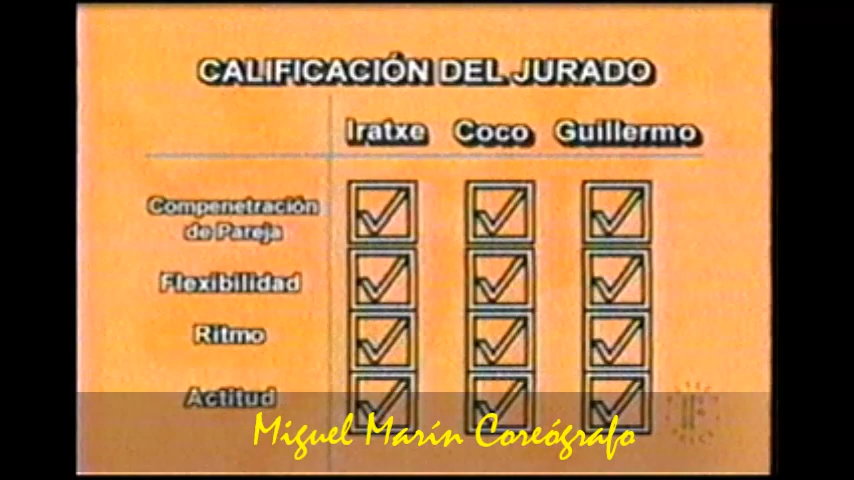 CALIFICACIÓN DEL JURADO
Iratxe Coco Guillermo
Compenetración
de Pareja
Flexibilidad
Ritmo
Actitud
Miguel Marín Coreógrafo